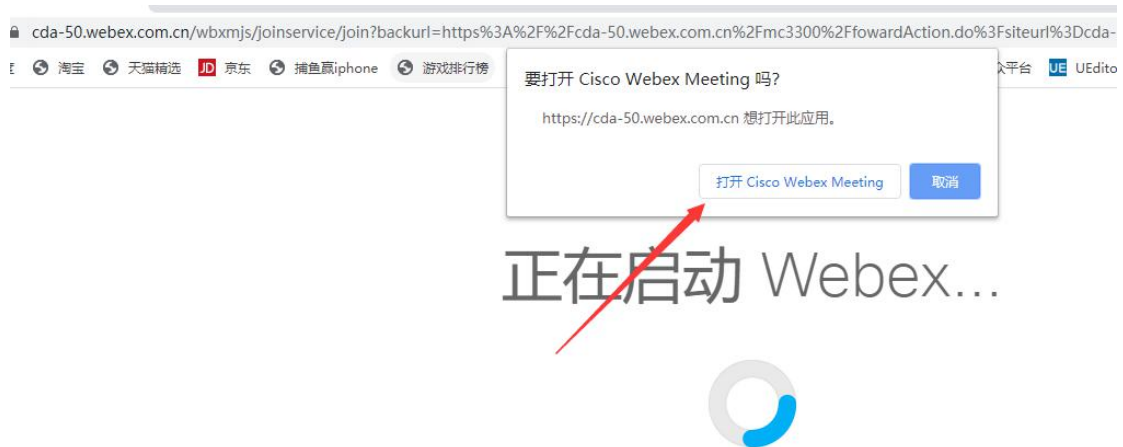 cda-50.webex.com.cn/wbxmjs/joinservice/join?backurl=https%3A%2F%2Fcda-50.webex.com.cn%2Fmc3300%2FfowardAction.do%3Fsiteurl%3Dcda-
淘宝 天猫精选 JD 京东 捕鱼赢iphone 游戏排行榜 众平台 UE UEdito
要打开 Cisco Webex Meeting 吗?
https://cda-50.webex.com.cn 想打开此应用。
打开 Cisco Webex Meeting 取消
正在启动 Webex...